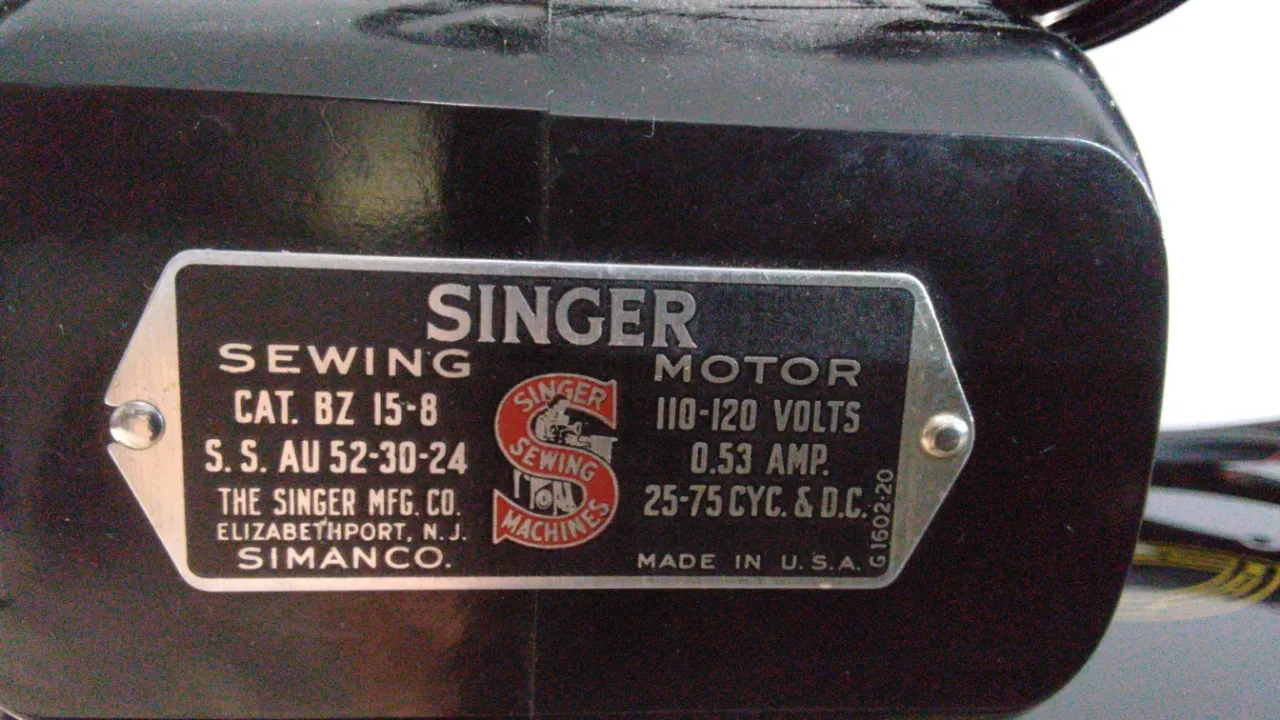 SINGER
SEWING MOTOR
CAT. BZ 15-8
S. S. AU 52-30-24
THE SINGER MFG. CO.
ELIZABETHPORT, N. J.
SIMANCO.
SINGER
SEWING
MACHINES
110-120 VOLTS
0.53 AMP.
25-75 CYC. & D.C.
MADE IN U. S. A.
G1602-20